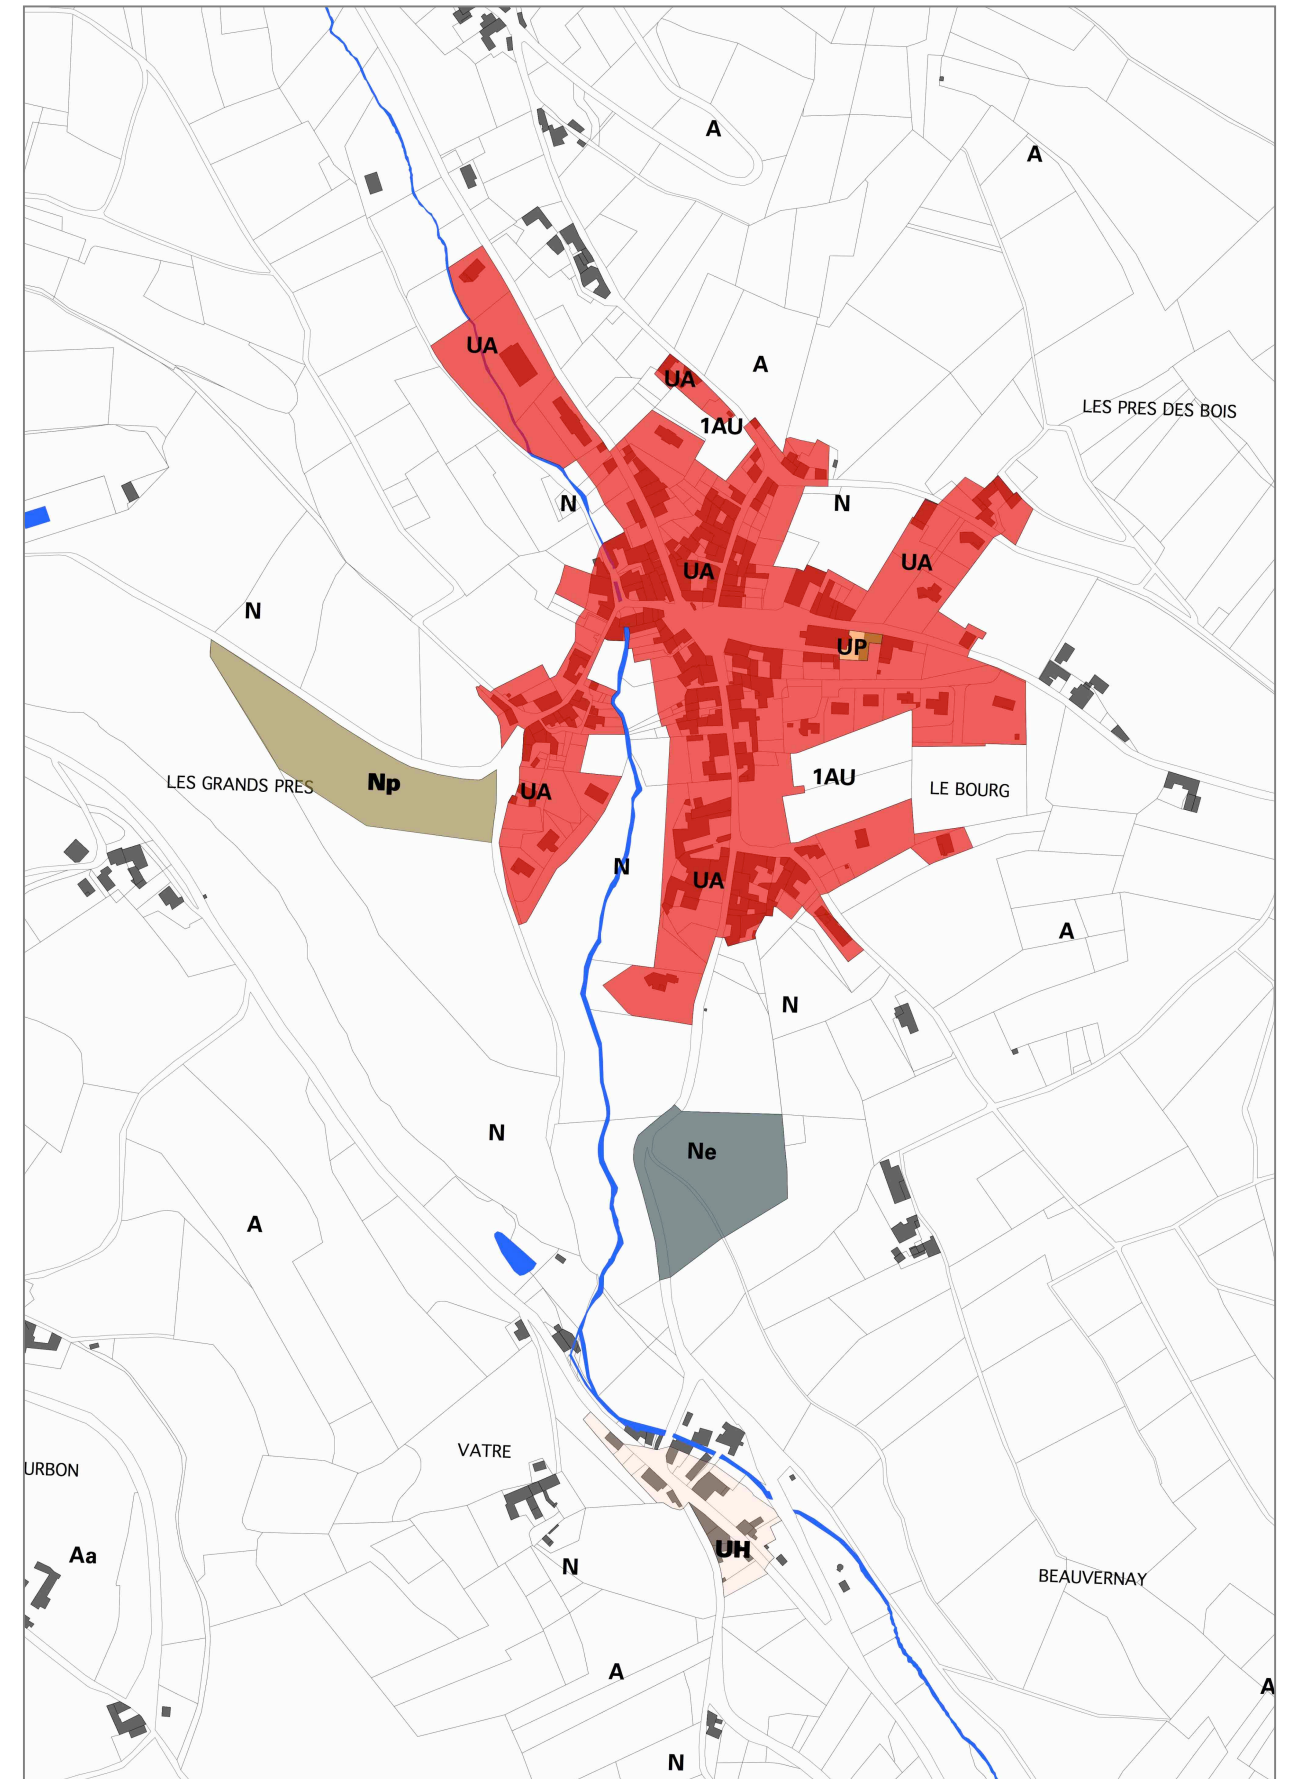 A
A
UA
A
UA
LES PRES DES BOIS
1AU
N
N
UA
UA
N
UP
1AU
Np
LES GRANDS PRES
UA
LE BOURG
N
UA
A
N
N
Ne
A
VATRE
URBON
UH
Aa
N
BEAUVERNAY
A
A
N